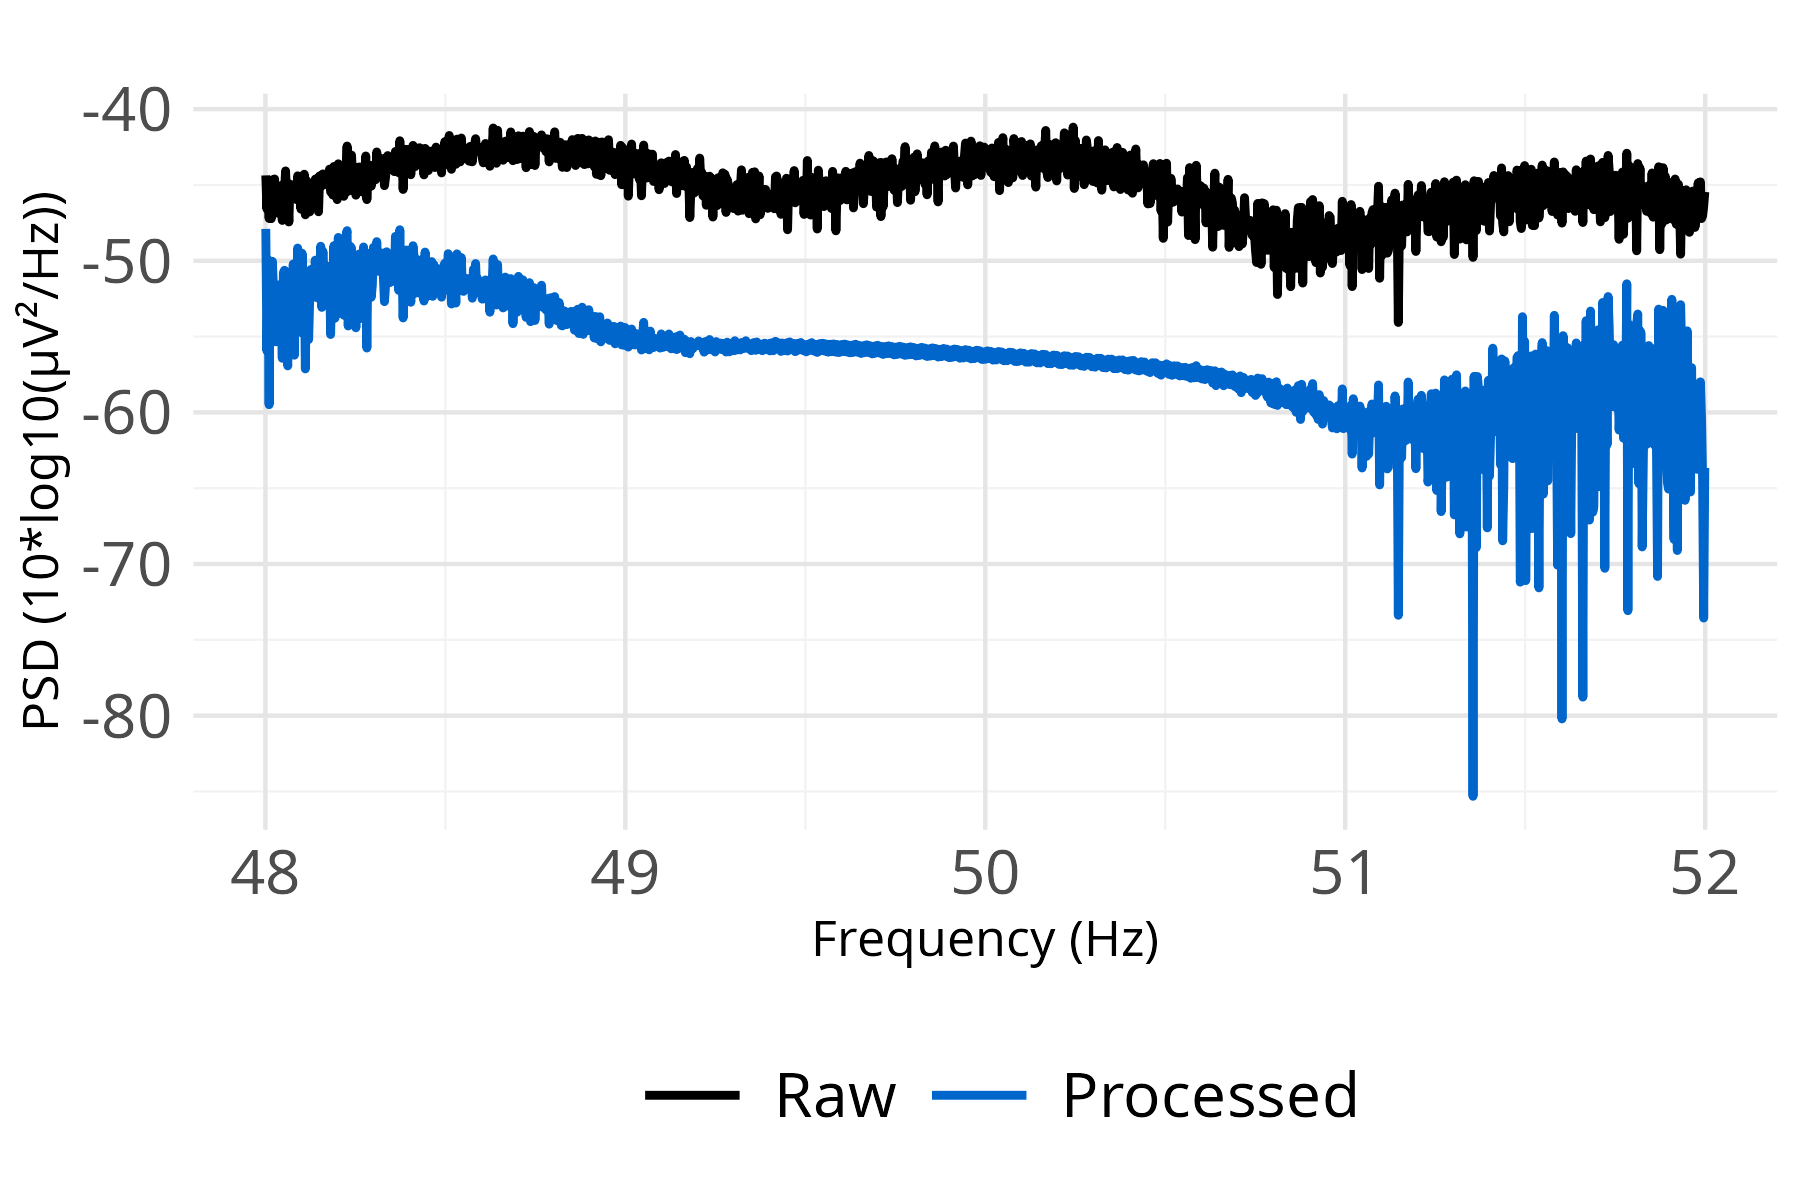 PSD (10*log10(µV²/Hz))
-40
-50
-60
-70
-80
48 49 50 51 52
Frequency (Hz)
Raw Processed